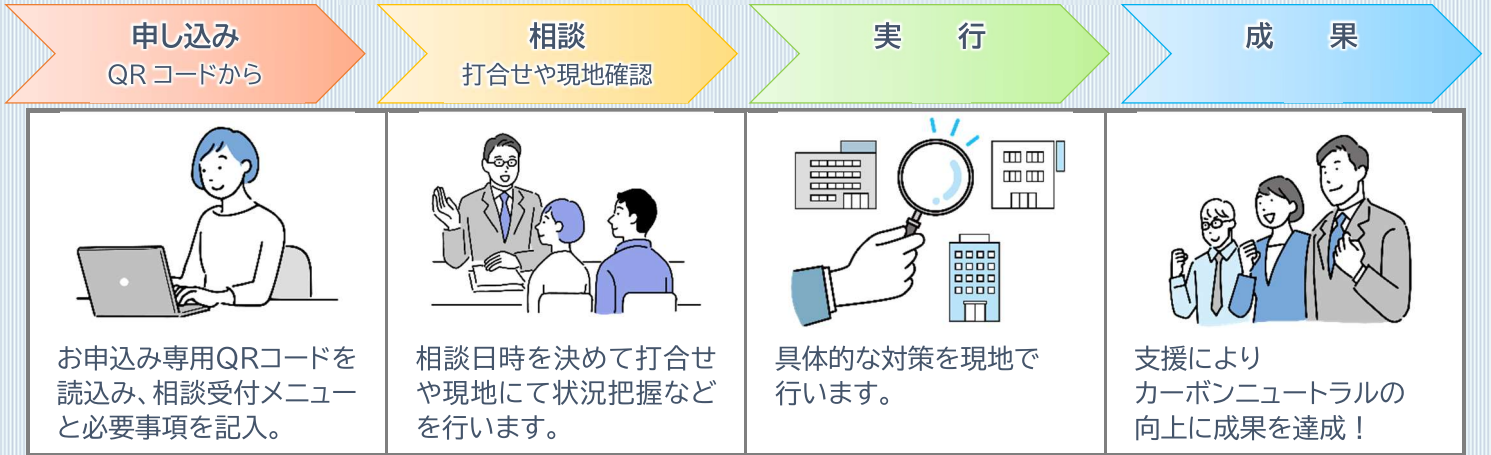 申し込み
QRコードから
お申込み専用QRコードを
読込み、相談受付メニュー
と必要事項を記入。
相談
打合せや現地確認
相談日時を決めて打合せ
や現地にて状況把握など
を行います。
実　行
具体的な対策を現地で
行います。
成　果
支援により
カーボンニュートラルの
向上に成果を達成！